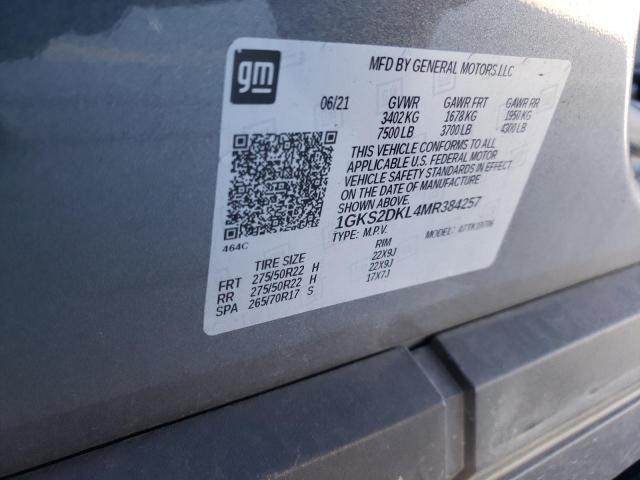 gm
MFD BY GENERAL MOTORS LLC
06/21 GVWR GAWR FRT GAWR RR
3402 KG 1678 KG 1950 KG
7500 LB 3700 LB 4300 LB
THIS VEHICLE CONFORMS TO ALL
APPLICABLE U.S. FEDERAL MOTOR
VEHICLE SAFETY STANDARDS IN EFFECT
ON THE DATE OF MANUFACTURE SHOWN ABOVE.
1GKS2DKL4MR384257
464C
TYPE: M.P.V. MODEL:
TIRE SIZE RIM
FRT 275/50R22 H 22X9J
RR 275/50R22 H 22X9J
SPA 265/70R17 S 17X7J